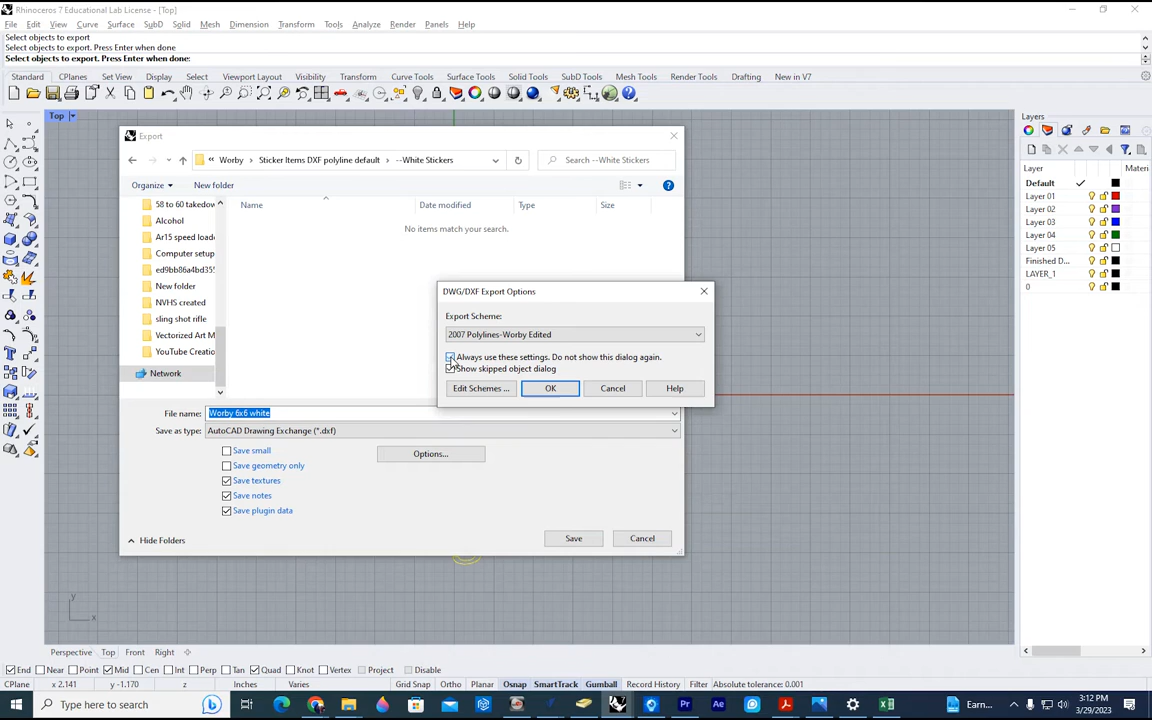 Rhinoceros 7 Educational Lab License - [Top]
File Edit View Curve Surface SubD Solid Mesh Dimension Transform Tools Analyze Render Panels Help
Select objects to export
Select objects to export. Press Enter when done
Select objects to export. Press Enter when done:
Standard CPlanes Set View Display Select Viewport Layout Visibility Transform Curve Tools Surface Tools Solid Tools SubD Tools Mesh Tools Render Tools Drafting New in V7
Top
Layers
Export
« Worby > Sticker Items DXF polyline default > --White Stickers
Search --White Stickers
Organize
New folder
Layer Materi
Default
Layer 01
Layer 02
Layer 03
Layer 04
Layer 05
Finished D...
LAYER_1
0
Name Date modified Type Size
No items match your search.
58 to 60 takedow
Alcohol
Ar15 speed loade
Computer setup
ed9bb86a4bd355
New folder
NVHS created
sling shot rifle
Vectorized Art M
YouTube Creatio
Network
DWG/DXF Export Options
Export Scheme:
2007 Polylines-Worby Edited
Always use these settings. Do not show this dialog again.
Show skipped object dialog
Edit Schemes ... OK Cancel Help
File name: Worby 6x6 white
Save as type: AutoCAD Drawing Exchange (*.dxf)
Save small
Save geometry only
Save textures
Save notes
Save plugin data
Options...
Hide Folders
Save Cancel
y
x
Perspective Top Front Right
End Near Point Mid Cen Int Perp Tan Quad Knot Vertex Project Disable
CPlane x 2.141 y -1.170 z Inches Varies Grid Snap Ortho Planar Osnap SmartTrack Gumball Record History Filter Absolute tolerance: 0.001
Type here to search
Earn...
3:12 PM
3/29/2023